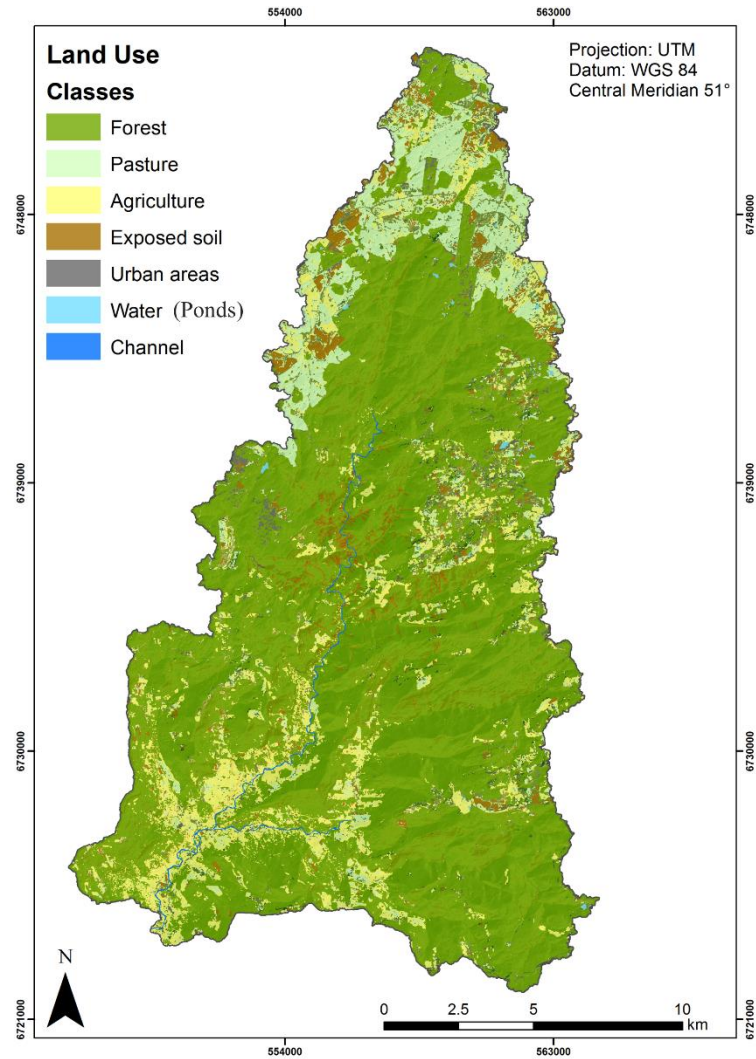 554000
563000
Land Use
Classes
Forest
Pasture
Agriculture
Exposed soil
Urban areas
Water (Ponds)
Channel
Projection: UTM
Datum: WGS 84
Central Meridian 51°
6748000
6748000
6739000
6739000
6730000
6730000
6721000
6721000
N
0 2.5 5 10
km
554000
563000